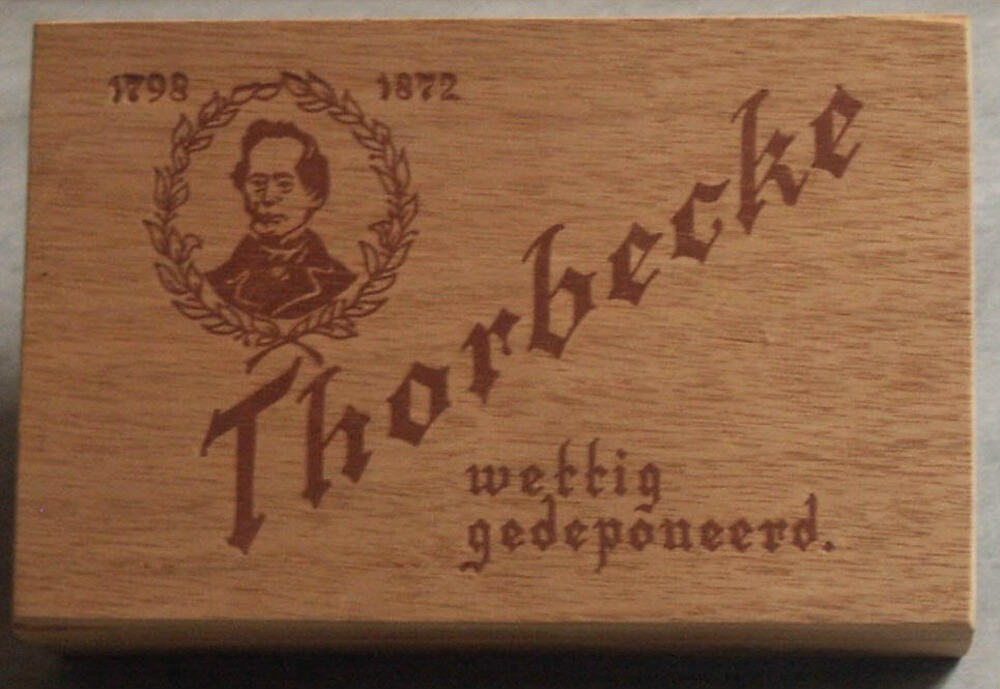 1798 1872
Thorbecke
wettig
gedeponeerd.